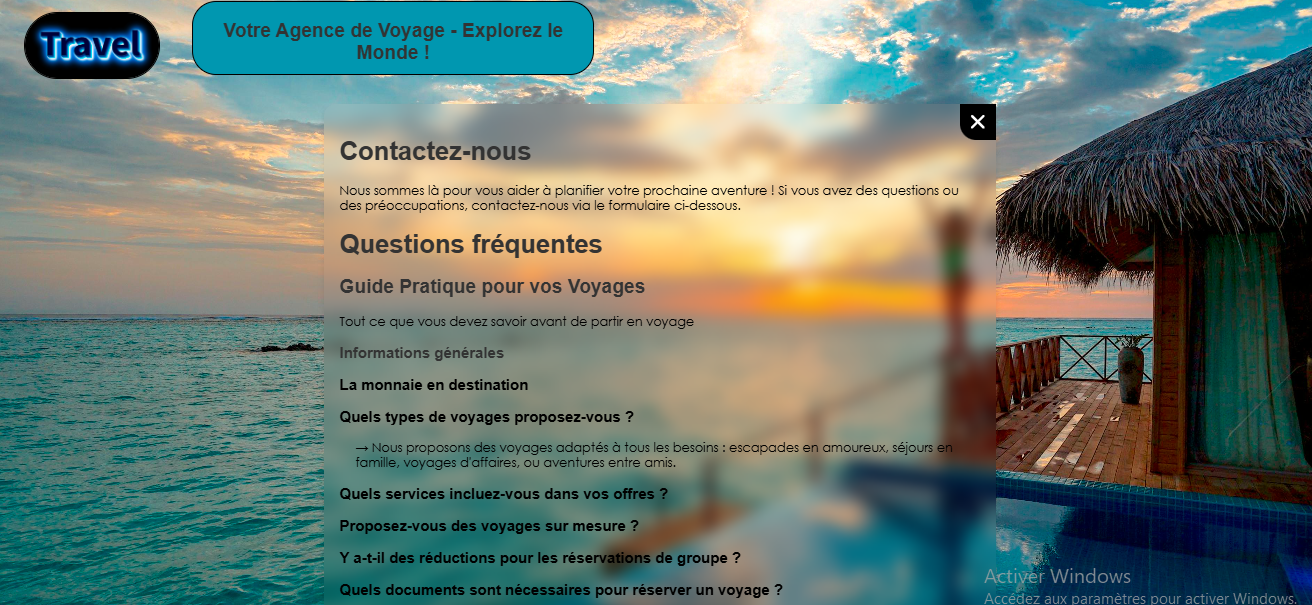 Travel
Votre Agence de Voyage - Explorez le
Monde !
Contactez-nous
Nous sommes là pour vous aider à planifier votre prochaine aventure ! Si vous avez des questions ou
des préoccupations, contactez-nous via le formulaire ci-dessous.
Questions fréquentes
Guide Pratique pour vos Voyages
Tout ce que vous devez savoir avant de partir en voyage
Informations générales
La monnaie en destination
Quels types de voyages proposez-vous ?
→ Nous proposons des voyages adaptés à tous les besoins : escapades en amoureux, séjours en
famille, voyages d'affaires, ou aventures entre amis.
Quels services incluez-vous dans vos offres ?
Proposez-vous des voyages sur mesure ?
Y a-t-il des réductions pour les réservations de groupe ?
Quels documents sont nécessaires pour réserver un voyage ?
Activer Windows
Accédez aux paramètres pour activer Windows.